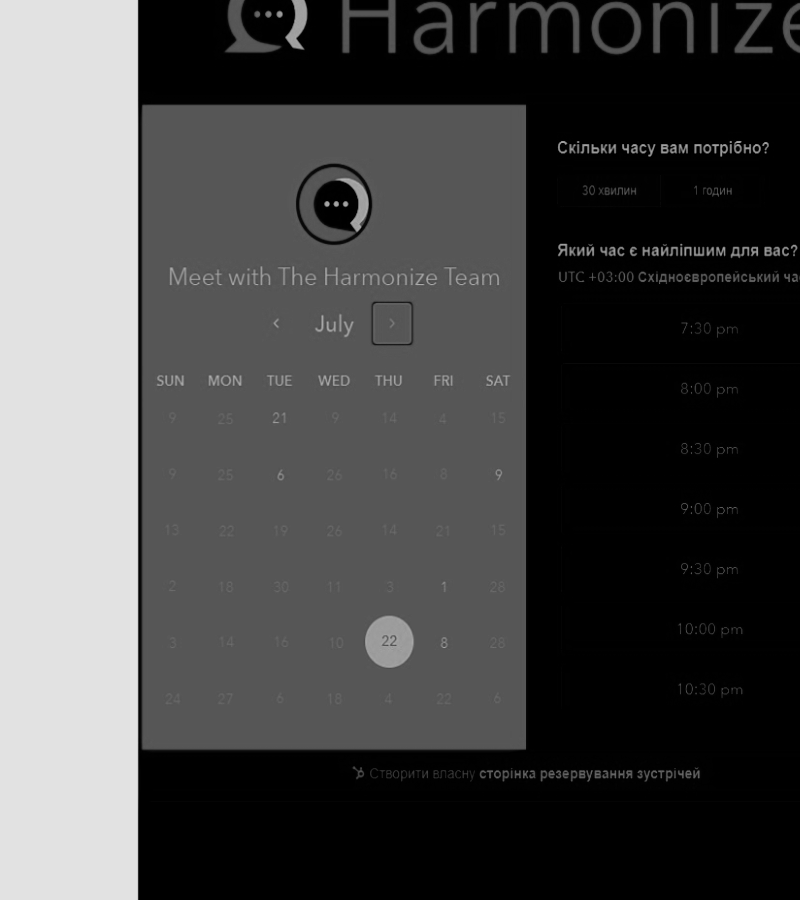 Harmonize
Meet with The Harmonize Team
‹ July ›
SUN MON TUE WED THU FRI SAT
9 25 21 9 14 4 15
9 25 6 26 16 8 9
13 22 19 26 14 21 15
2 18 30 11 3 1 28
3 14 16 10 22 8 28
24 27 6 18 4 22 6
Скільки часу вам потрібно?
30 хвилин 1 годин
Який час є найліпшим для вас?
UTC +03:00 Східноєвропейський
7:30 pm
8:00 pm
8:30 pm
9:00 pm
9:30 pm
10:00 pm
10:30 pm
Створити власну сторінка резервування зустрічей